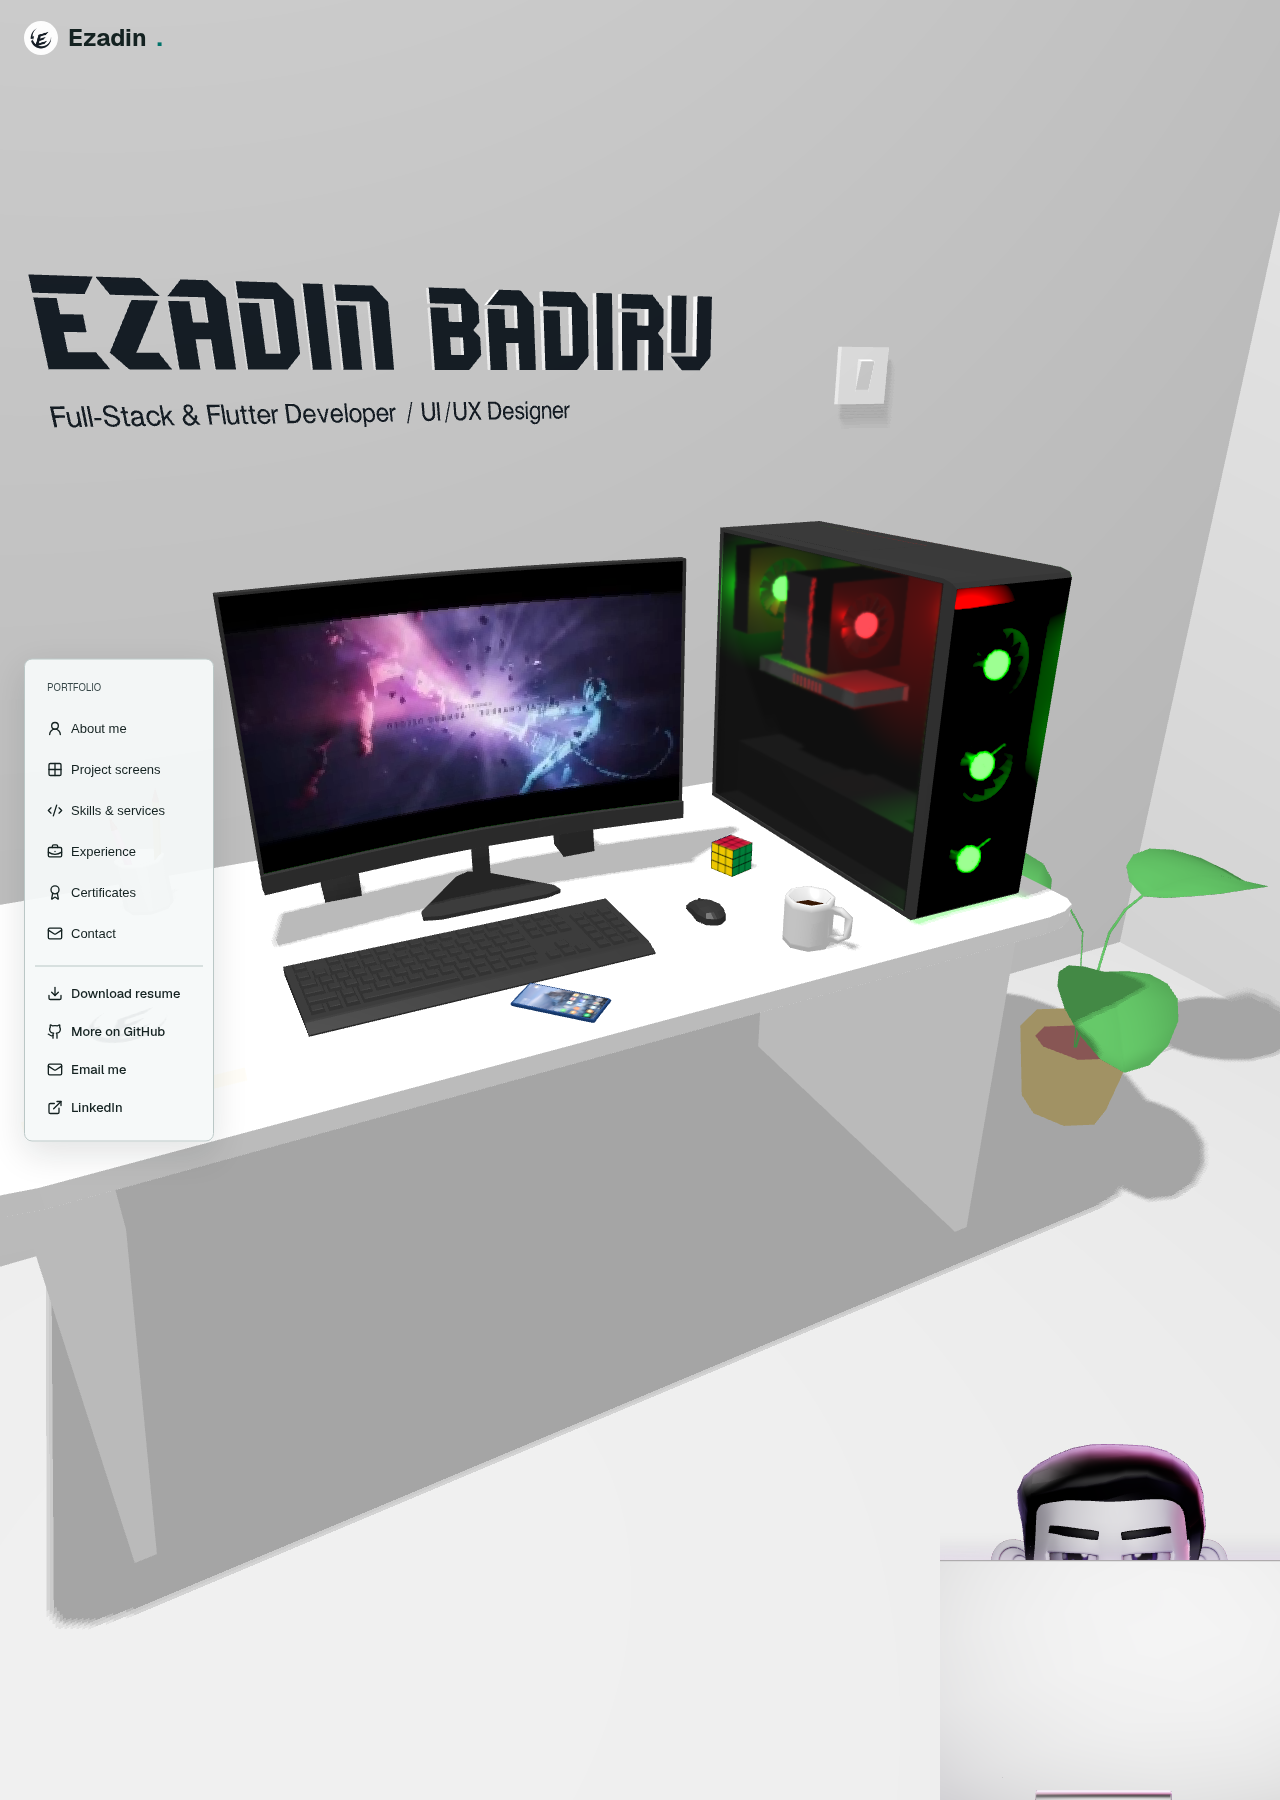 Ezadin .
EZADIN BADIRU
Full-Stack & Flutter Developer / UI/UX Designer
PORTFOLIO
About me
Project screens
Skills & services
Experience
Certificates
Contact
Download resume
More on GitHub
Email me
LinkedIn